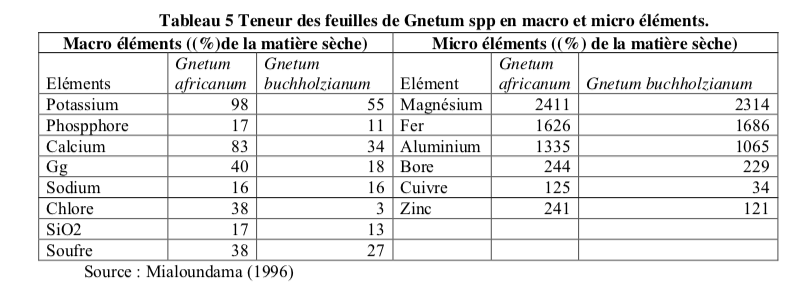 Tableau 5 Teneur des feuilles de Gnetum spp en macro et micro éléments.
Macro éléments ((%)de la matière sèche) Micro éléments ((%) de la matière sèche)
Eléments Gnetum africanum Gnetum buchholzianum Elément Gnetum africanum Gnetum buchholzianum
Potassium 98 55 Magnésium 2411 2314
Phospphore 17 11 Fer 1626 1686
Calcium 83 34 Aluminium 1335 1065
Gg 40 18 Bore 244 229
Sodium 16 16 Cuivre 125 34
Chlore 38 3 Zinc 241 121
SiO2 17 13
Soufre 38 27
Source : Mialoundama (1996)